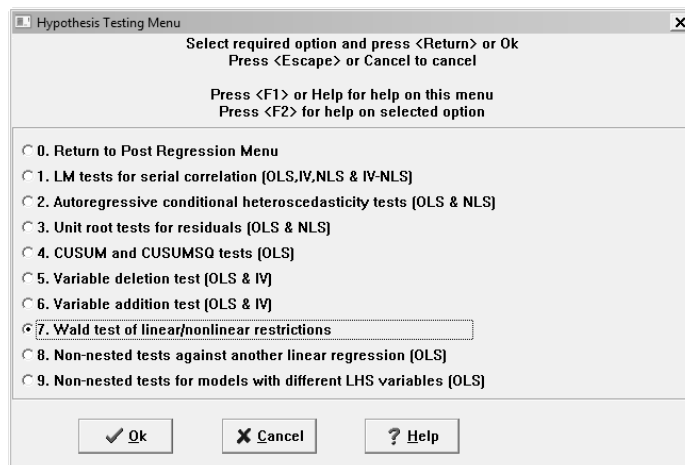 Hypothesis Testing Menu
Select required option and press <Return> or Ok
Press <Escape> or Cancel to cancel
Press <F1> or Help for help on this menu
Press <F2> for help on selected option
0. Return to Post Regression Menu
1. LM tests for serial correlation (OLS,IV,NLS & IV-NLS)
2. Autoregressive conditional heteroscedasticity tests (OLS & NLS)
3. Unit root tests for residuals (OLS & NLS)
4. CUSUM and CUSUMSQ tests (OLS)
5. Variable deletion test (OLS & IV)
6. Variable addition test (OLS & IV)
7. Wald test of linear/nonlinear restrictions
8. Non-nested tests against another linear regression (OLS)
9. Non-nested tests for models with different LHS variables (OLS)
Ok Cancel ? Help